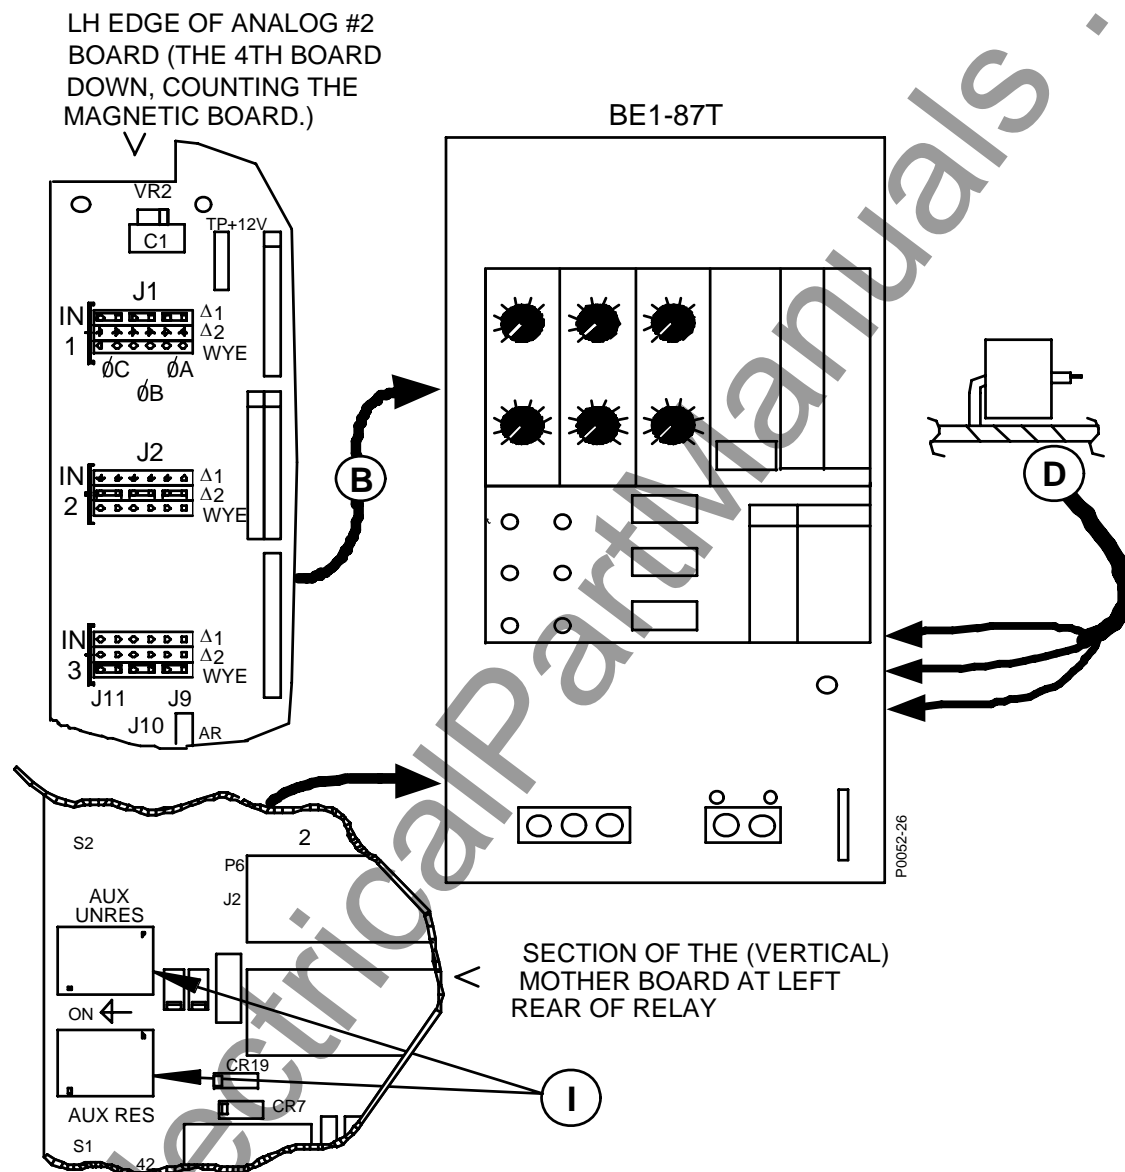 LH EDGE OF ANALOG #2
BOARD (THE 4TH BOARD
DOWN, COUNTING THE
MAGNETIC BOARD.)
BE1-87T
VR2
C1
TP+12V
J1
IN
1
Δ1
Δ2
WYE
ØC
ØA
ØB
J2
IN
2
Δ1
Δ2
WYE
B
D
IN
3
Δ1
Δ2
WYE
J11
J9
J10
AR
P0052-26
S2
2
P6
J2
AUX
UNRES
ON
AUX RES
CR19
CR7
S1
42
I
SECTION OF THE (VERTICAL)
MOTHER BOARD AT LEFT
REAR OF RELAY
lectricalPartManuals .